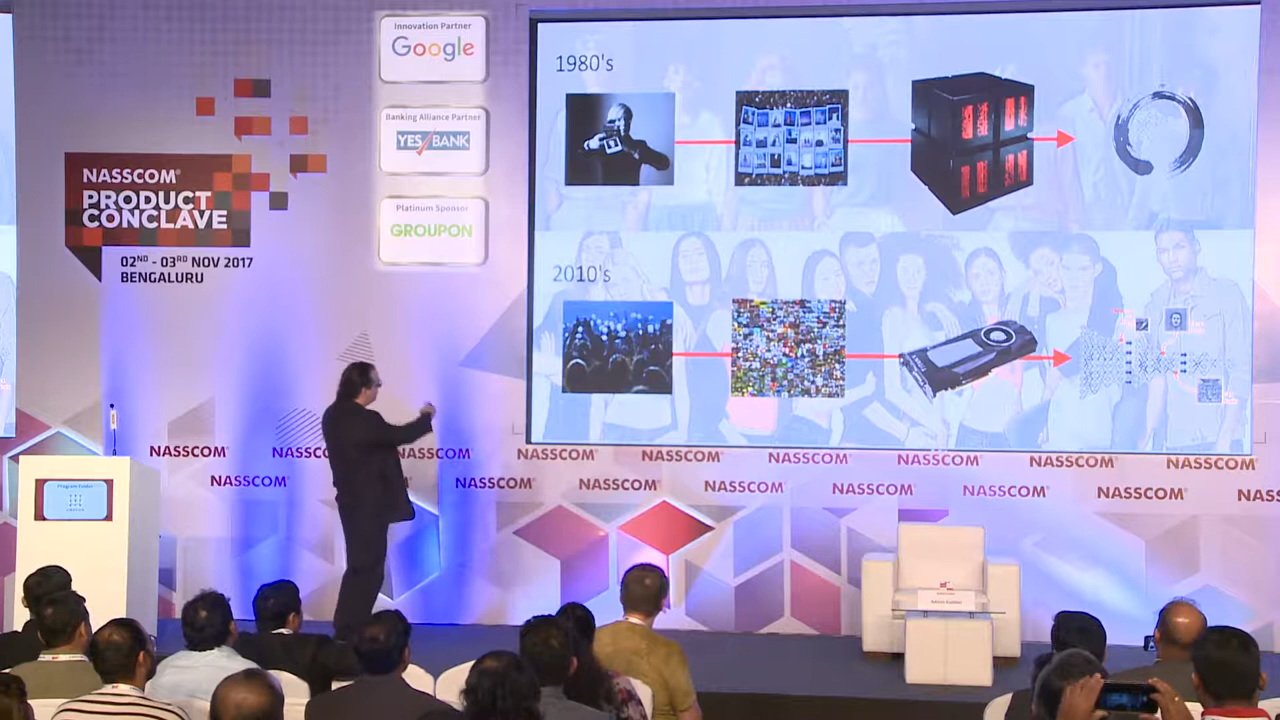 Innovation Partner
Google
Banking Alliance Partner
YES BANK
Platinum Sponsor
GROUPON
NASSCOM®
PRODUCT
CONCLAVE
02ND - 03RD NOV 2017
BENGALURU
1980's
2010's
NASSCOM® NASSCOM NASSCOM® NASSCOM® NASSCOM® NASSCOM® NASSCOM® NASSCOM® NASSCOM®
NASSCOM® NASSCOM® NASSCOM® NASSCOM® NASSCOM® NASSCOM® NASSCOM® NASS